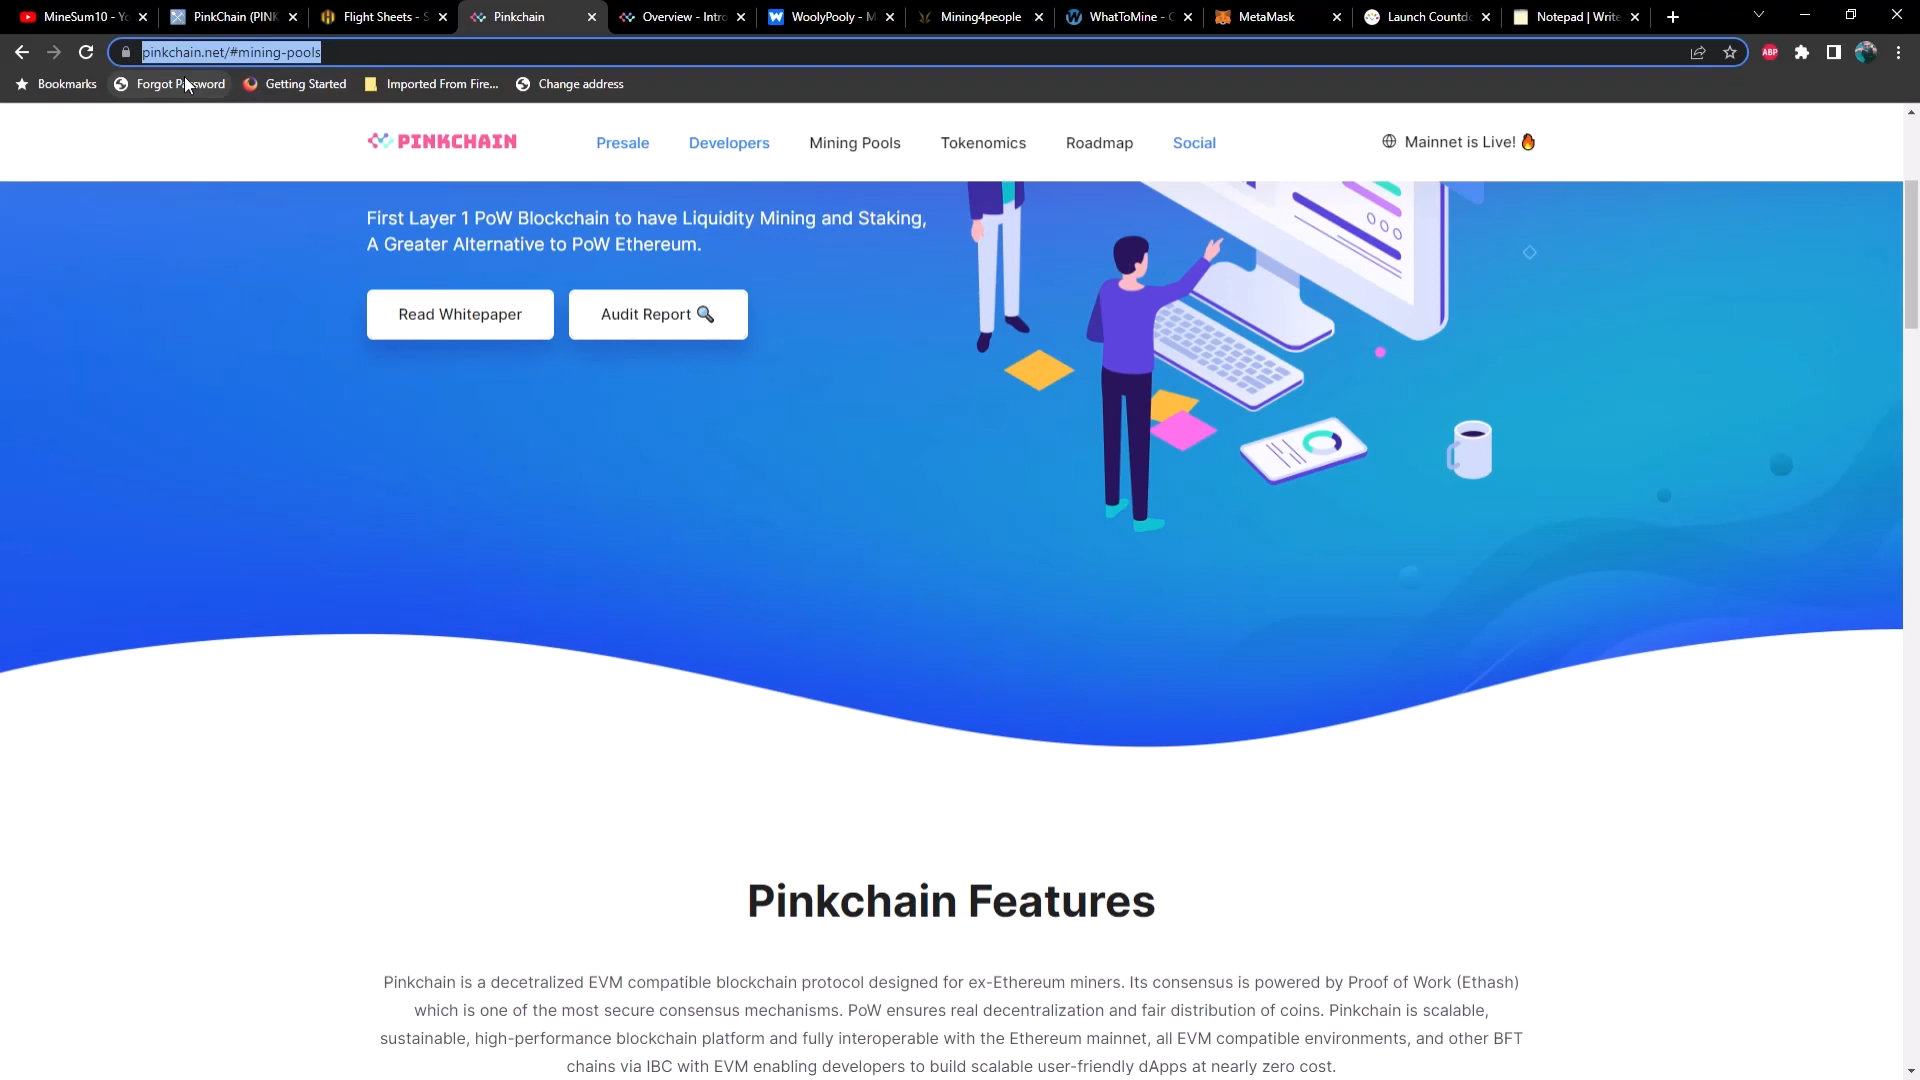 MineSum10 - Yo
PinkChain (PINK
Flight Sheets - S
Pinkchain
Overview - Intro
WoolyPooly - M
Mining4people
WhatToMine - C
MetaMask
Launch Countdo
Notepad | Write
pinkchain.net/#mining-pools
ABP
Bookmarks
Forgot Password
Getting Started
Imported From Fire...
Change address
PINKCHAIN
Presale
Developers
Mining Pools
Tokenomics
Roadmap
Social
Mainnet is Live! 🔥
First Layer 1 PoW Blockchain to have Liquidity Mining and Staking,
A Greater Alternative to PoW Ethereum.
Read Whitepaper
Audit Report 🔍
Pinkchain Features
Pinkchain is a decetralized EVM compatible blockchain protocol designed for ex-Ethereum miners. Its consensus is powered by Proof of Work (Ethash)
which is one of the most secure consensus mechanisms. PoW ensures real decentralization and fair distribution of coins. Pinkchain is scalable,
sustainable, high-performance blockchain platform and fully interoperable with the Ethereum mainnet, all EVM compatible environments, and other BFT
chains via IBC with EVM enabling developers to build scalable user-friendly dApps at nearly zero cost.